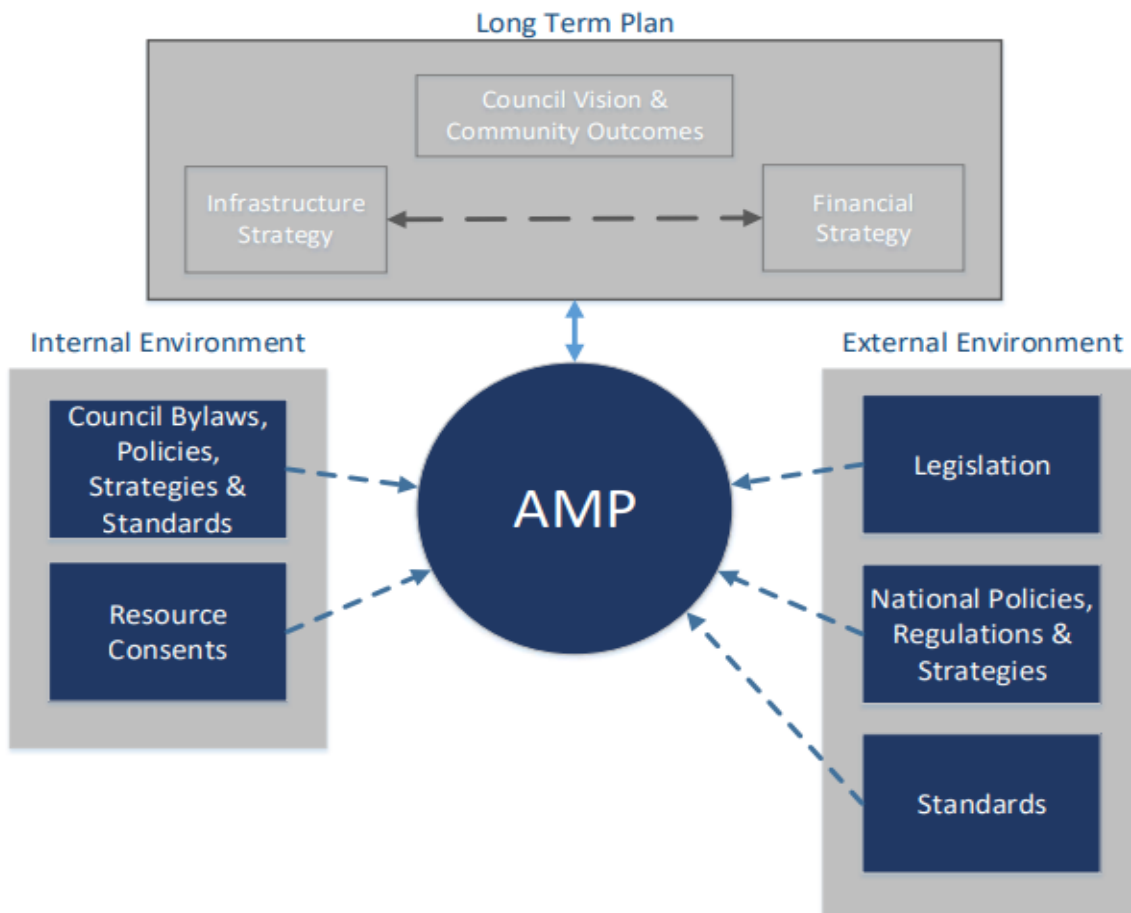 Long Term Plan
Council Vision &
Community Outcomes
Infrastructure
Strategy
Financial
Strategy
Internal Environment
Council Bylaws,
Policies,
Strategies &
Standards
Resource
Consents
AMP
External Environment
Legislation
National Policies,
Regulations &
Strategies
Standards